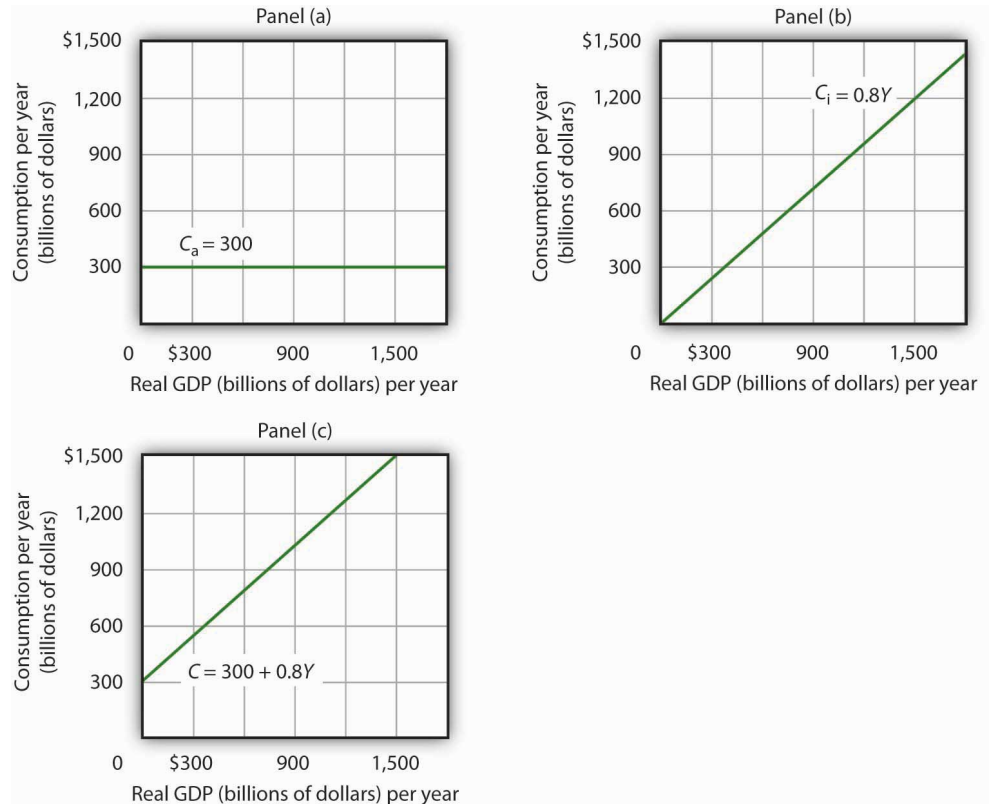 Panel (a)
Consumption per year
(billions of dollars)
$1,500
1,200
900
600
300
C_a = 300
0 $300 900 1,500
Real GDP (billions of dollars) per year
Panel (b)
Consumption per year
(billions of dollars)
$1,500
1,200
900
600
300
C_i = 0.8Y
0 $300 900 1,500
Real GDP (billions of dollars) per year
Panel (c)
Consumption per year
(billions of dollars)
$1,500
1,200
900
600
300
C = 300 + 0.8Y
0 $300 900 1,500
Real GDP (billions of dollars) per year